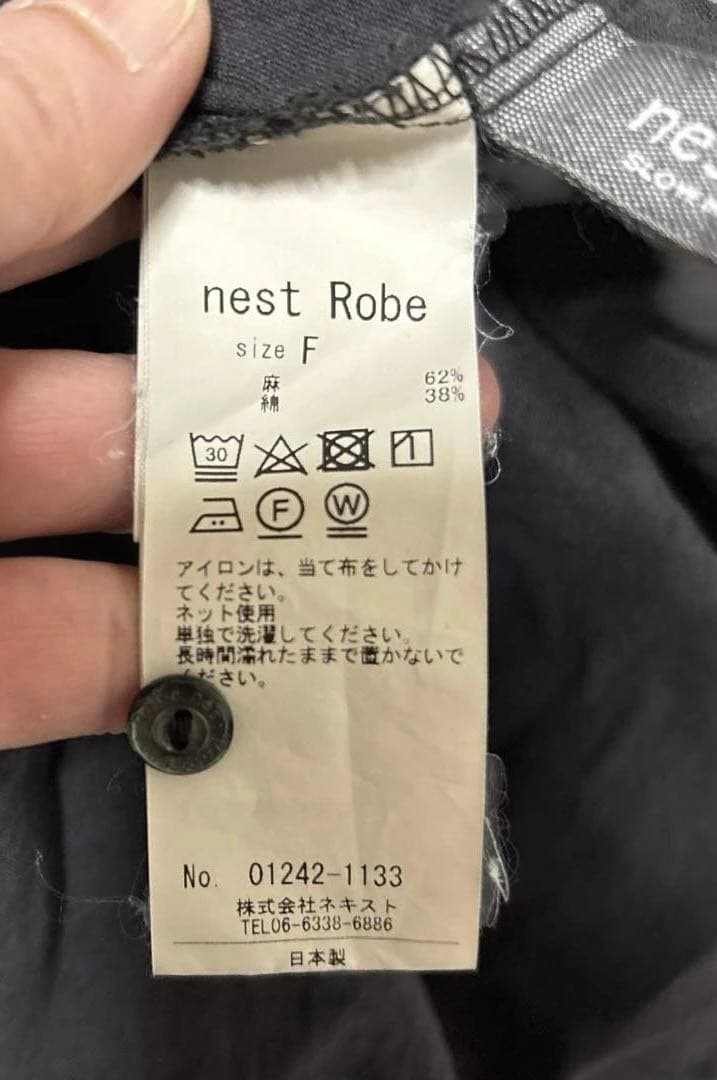 nest Robe
size F
麻 62%
綿 38%
30
F
W
アイロンは、当て布をしてかけ
てください。
ネット使用
単独で洗濯してください。
長時間濡れたままで置かないで
ください。
No. 01242-1133
株式会社ネキスト
TEL06-6338-6886
日本製